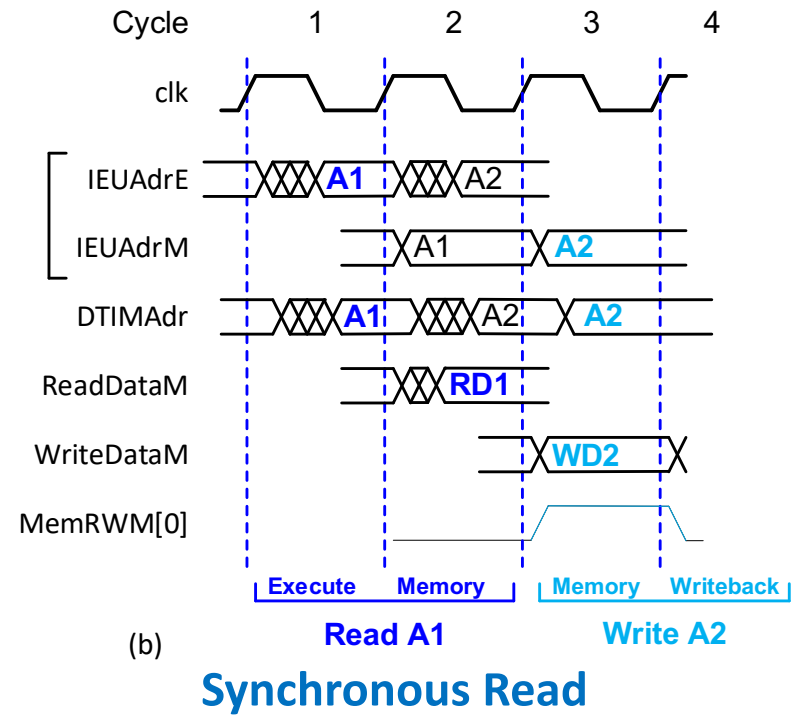 Cycle 1 2 3 4
clk
IEUAdrE A1 A2
IEUAdrM A1 A2
DTIMAdr A1 A2 A2
ReadDataM RD1
WriteDataM WD2
MemRWM[0]
Execute Memory Memory Writeback
(b) Read A1 Write A2
Synchronous Read